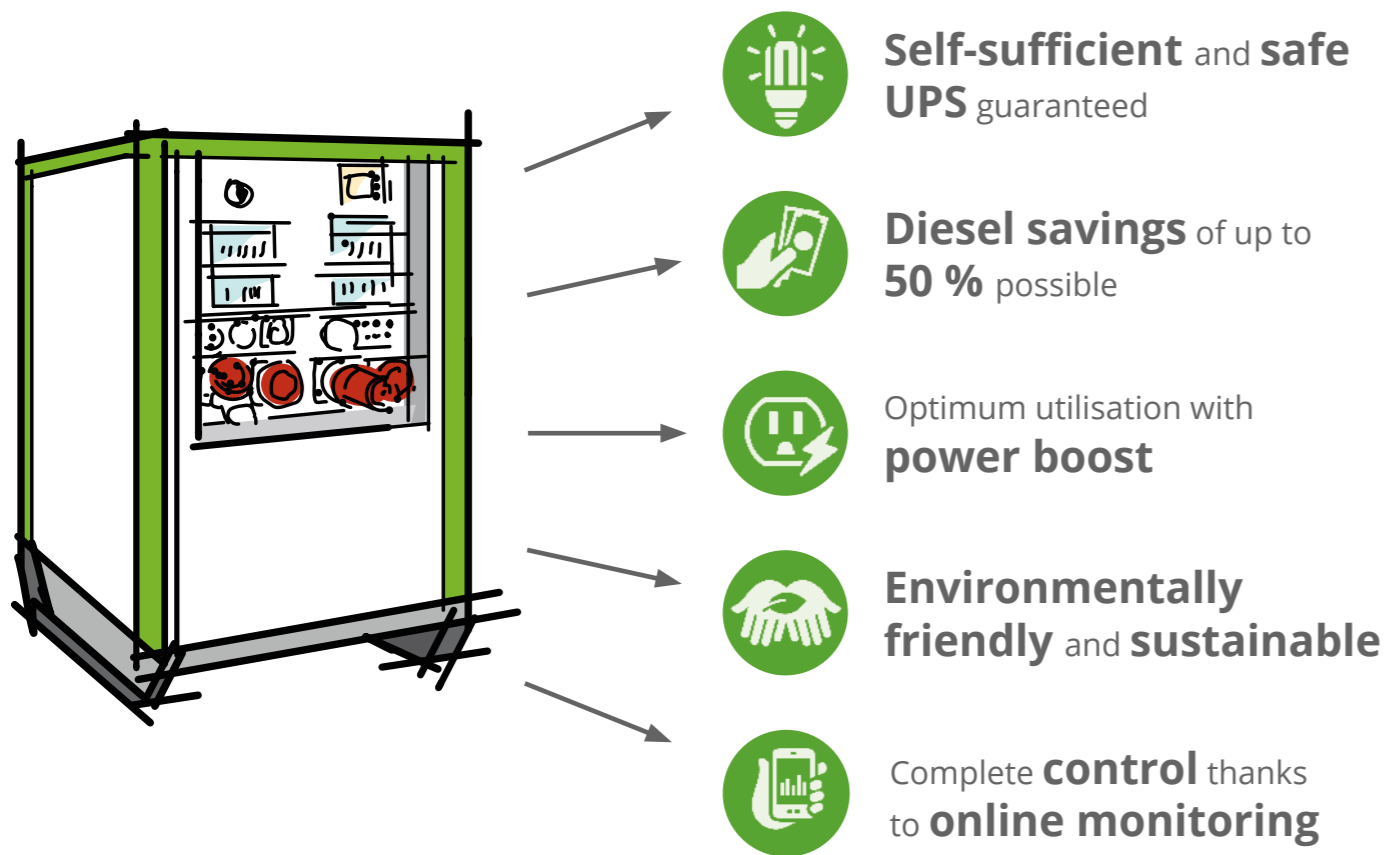 Self-sufficient and safe
UPS guaranteed
Diesel savings of up to
50 % possible
Optimum utilisation with
power boost
Environmentally
friendly and sustainable
Complete control thanks
to online monitoring